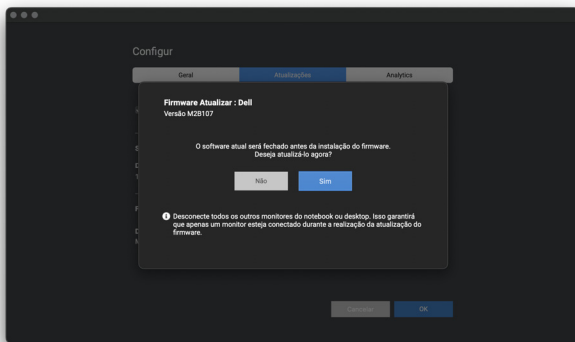 Configur
Geral
Atualizações
Analytics
Firmware Atualizar : Dell
Versão M2B107
O software atual será fechado antes da instalação do firmware.
Deseja atualizá-lo agora?
Não
Sim
Desconecte todos os outros monitores do notebook ou desktop. Isso garantirá
que apenas um monitor esteja conectado durante a realização da atualização do
firmware.
Cancelar
OK